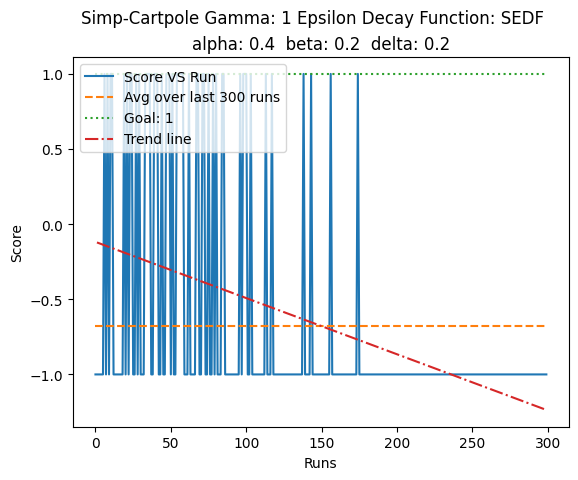 Simp-Cartpole Gamma: 1 Epsilon Decay Function: SEDF
alpha: 0.4  beta: 0.2  delta: 0.2
Score VS Run
Avg over last 300 runs
Goal: 1
Trend line
1.0
0.5
0.0
−0.5
−1.0
Score
0
50
100
150
200
250
300
Runs